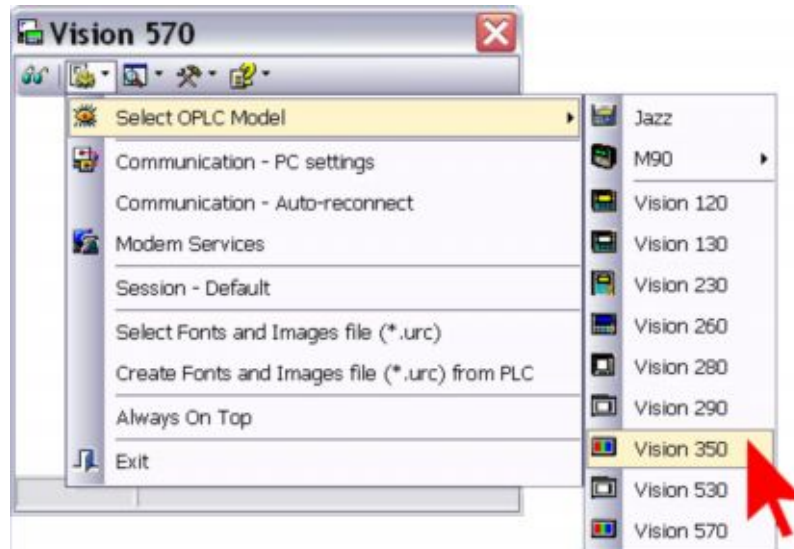 Vision 570
Select OPLC Model
Communication - PC settings
Communication - Auto-reconnect
Modem Services
Session - Default
Select Fonts and Images file (*.urc)
Create Fonts and Images file (*.urc) from PLC
Always On Top
Exit
Jazz
M90
Vision 120
Vision 130
Vision 230
Vision 260
Vision 280
Vision 290
Vision 350
Vision 530
Vision 570